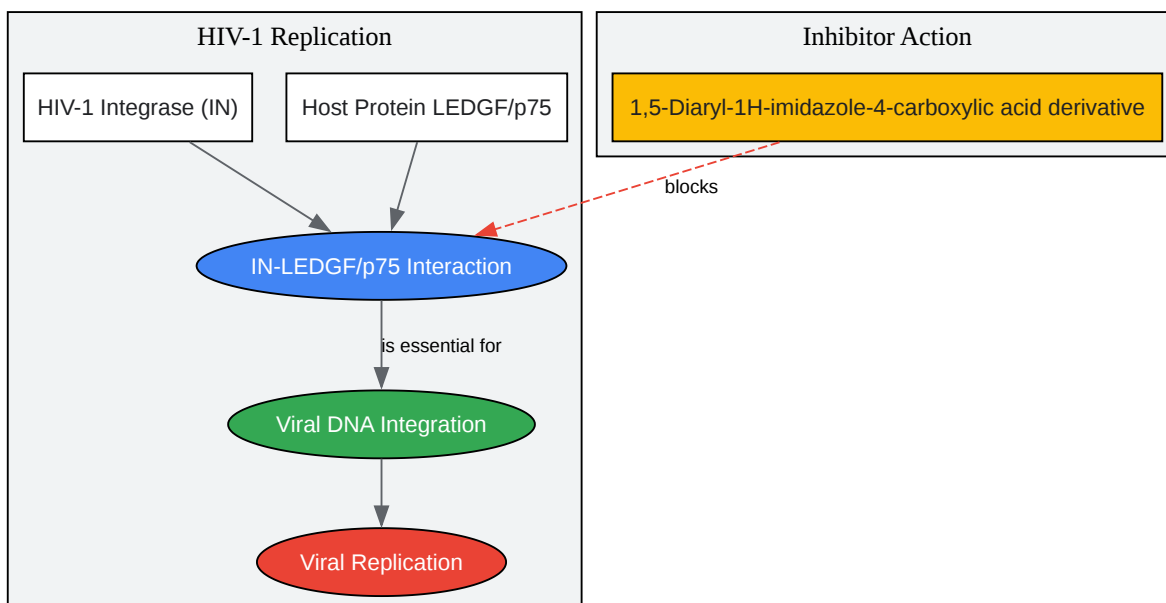 HIV-1 Replication
Inhibitor Action
HIV-1 Integrase (IN)
Host Protein LEDGF/p75
1,5-Diaryl-1H-imidazole-4-carboxylic acid derivative
blocks
IN-LEDGF/p75 Interaction
is essential for
Viral DNA Integration
Viral Replication